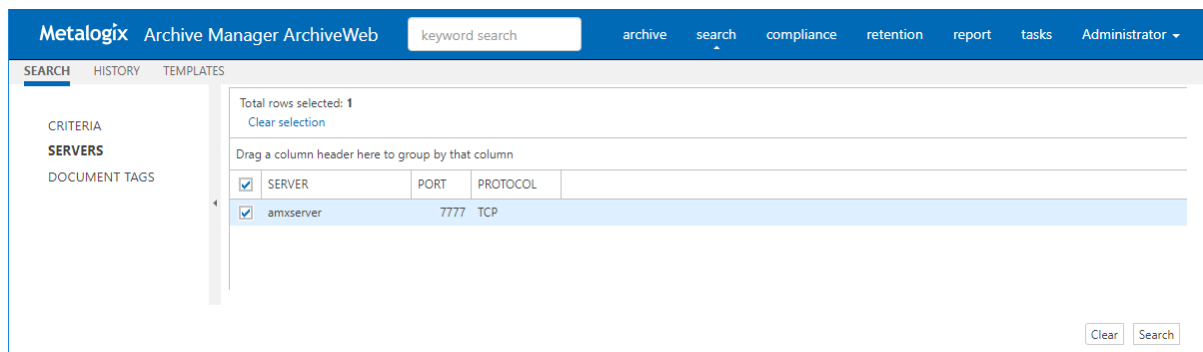 Metalogix Archive Manager ArchiveWeb keyword search archive search compliance retention report tasks Administrator
SEARCH HISTORY TEMPLATES
CRITERIA
SERVERS
DOCUMENT TAGS
Total rows selected: 1
Clear selection
Drag a column header here to group by that column
SERVER PORT PROTOCOL
amxserver 7777 TCP
Clear Search